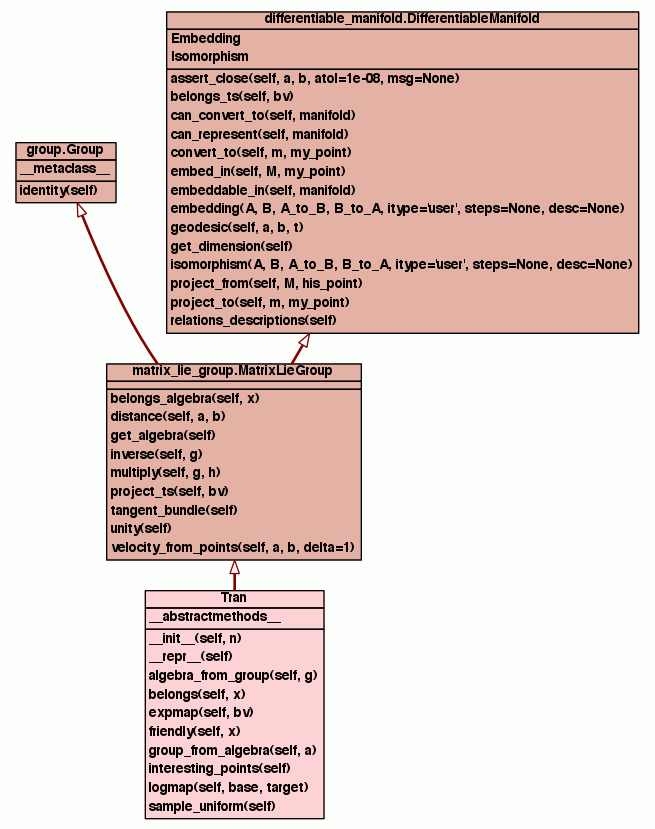 differentiable_manifold.DifferentiableManifold
Embedding
Isomorphism
assert_close(self, a, b, atol=1e-08, msg=None)
belongs_ts(self, bv)
can_convert_to(self, manifold)
can_represent(self, manifold)
convert_to(self, m, my_point)
embed_in(self, M, my_point)
embeddable_in(self, manifold)
embedding(A, B, A_to_B, B_to_A, itype='user', steps=None, desc=None)
geodesic(self, a, b, t)
get_dimension(self)
isomorphism(A, B, A_to_B, B_to_A, itype='user', steps=None, desc=None)
project_from(self, M, his_point)
project_to(self, m, my_point)
relations_descriptions(self)
group.Group
__metaclass__
identity(self)
matrix_lie_group.MatrixLieGroup
belongs_algebra(self, x)
distance(self, a, b)
get_algebra(self)
inverse(self, g)
multiply(self, g, h)
project_ts(self, bv)
tangent_bundle(self)
unity(self)
velocity_from_points(self, a, b, delta=1)
Tran
__abstractmethods__
__init__(self, n)
__repr__(self)
algebra_from_group(self, g)
belongs(self, x)
expmap(self, bv)
friendly(self, x)
group_from_algebra(self, a)
interesting_points(self)
logmap(self, base, target)
sample_uniform(self)